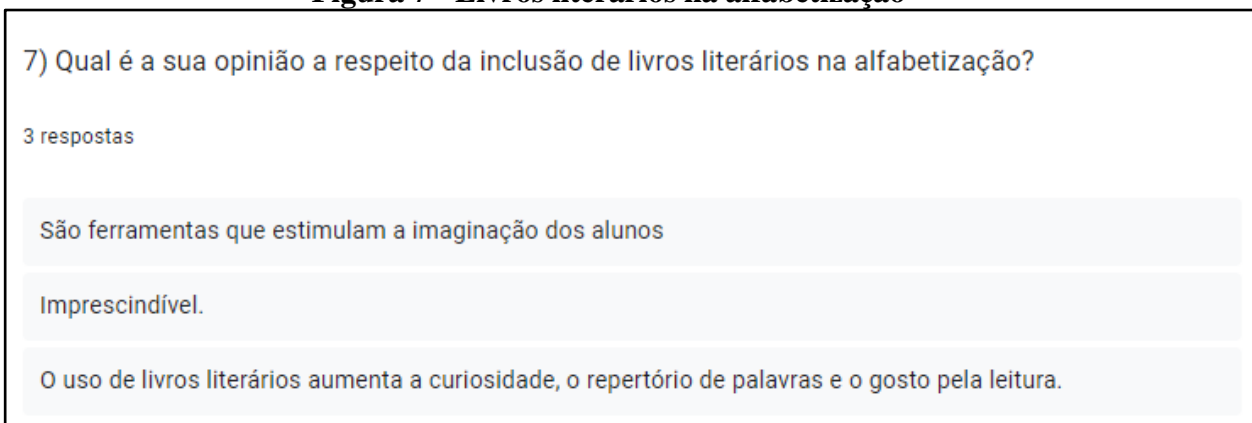 Figura 7 – Livros literários na alfabetização
7) Qual é a sua opinião a respeito da inclusão de livros literários na alfabetização?
3 respostas
São ferramentas que estimulam a imaginação dos alunos
Imprescindível.
O uso de livros literários aumenta a curiosidade, o repertório de palavras e o gosto pela leitura.